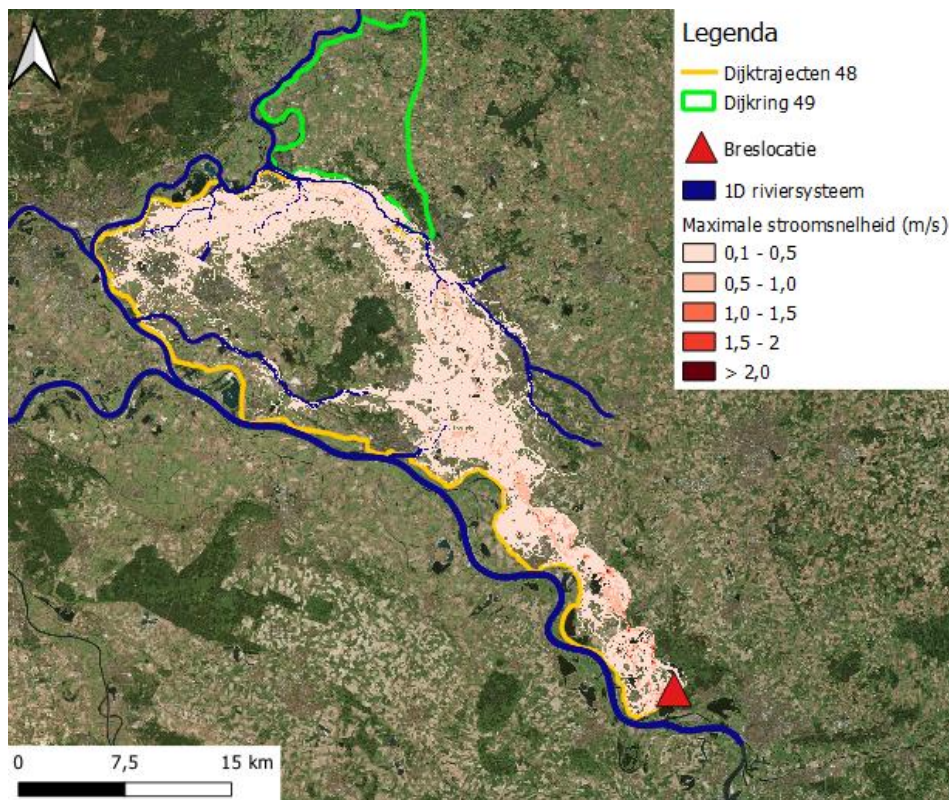 Legenda
Dijktrajecten 48
Dijkring 49
Breslocatie
1D riviersysteem
Maximale stroomsnelheid (m/s)
0,1 - 0,5
0,5 - 1,0
1,0 - 1,5
1,5 - 2
> 2,0
0 7,5 15 km